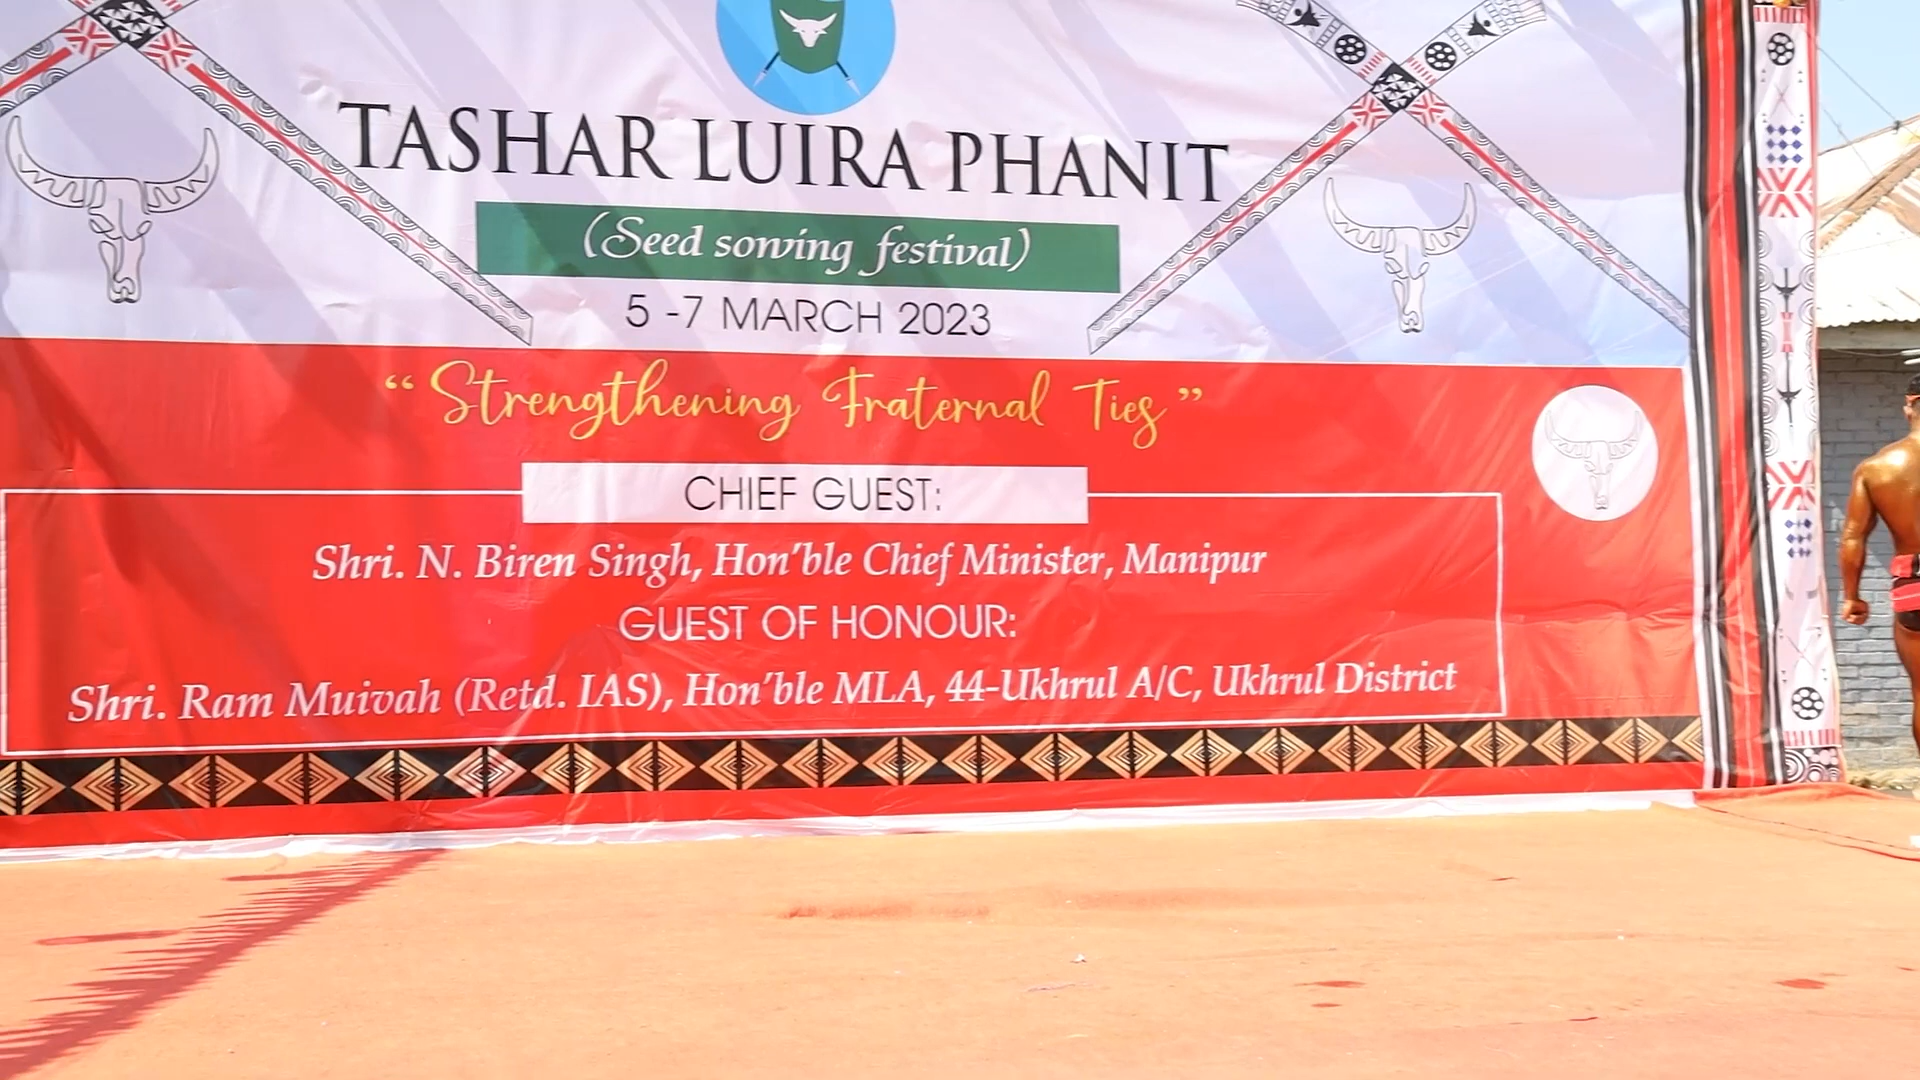 TASHAR LUIRA PHANIT
(Seed sowing festival)
5 -7 MARCH 2023
“Strengthening Fraternal Ties”
CHIEF GUEST:
Shri. N. Biren Singh, Hon’ble Chief Minister, Manipur
GUEST OF HONOUR:
Shri. Ram Muivah (Retd. IAS), Hon’ble MLA, 44-Ukhrul A/C, Ukhrul District